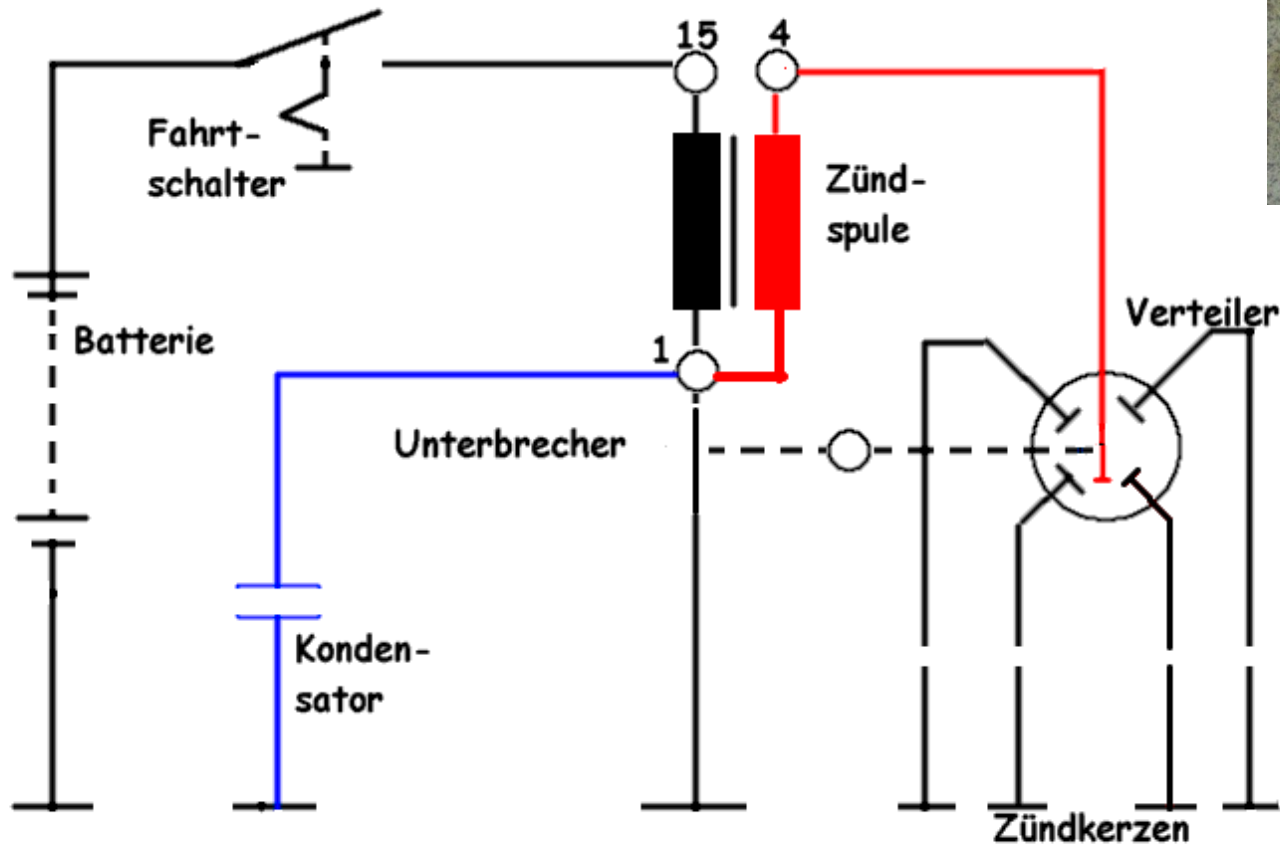 15
4
Fahrt-
schalter
Zünd-
spule
Verteiler
Batterie
1
Unterbrecher
Konden-
sator
Zündkerzen